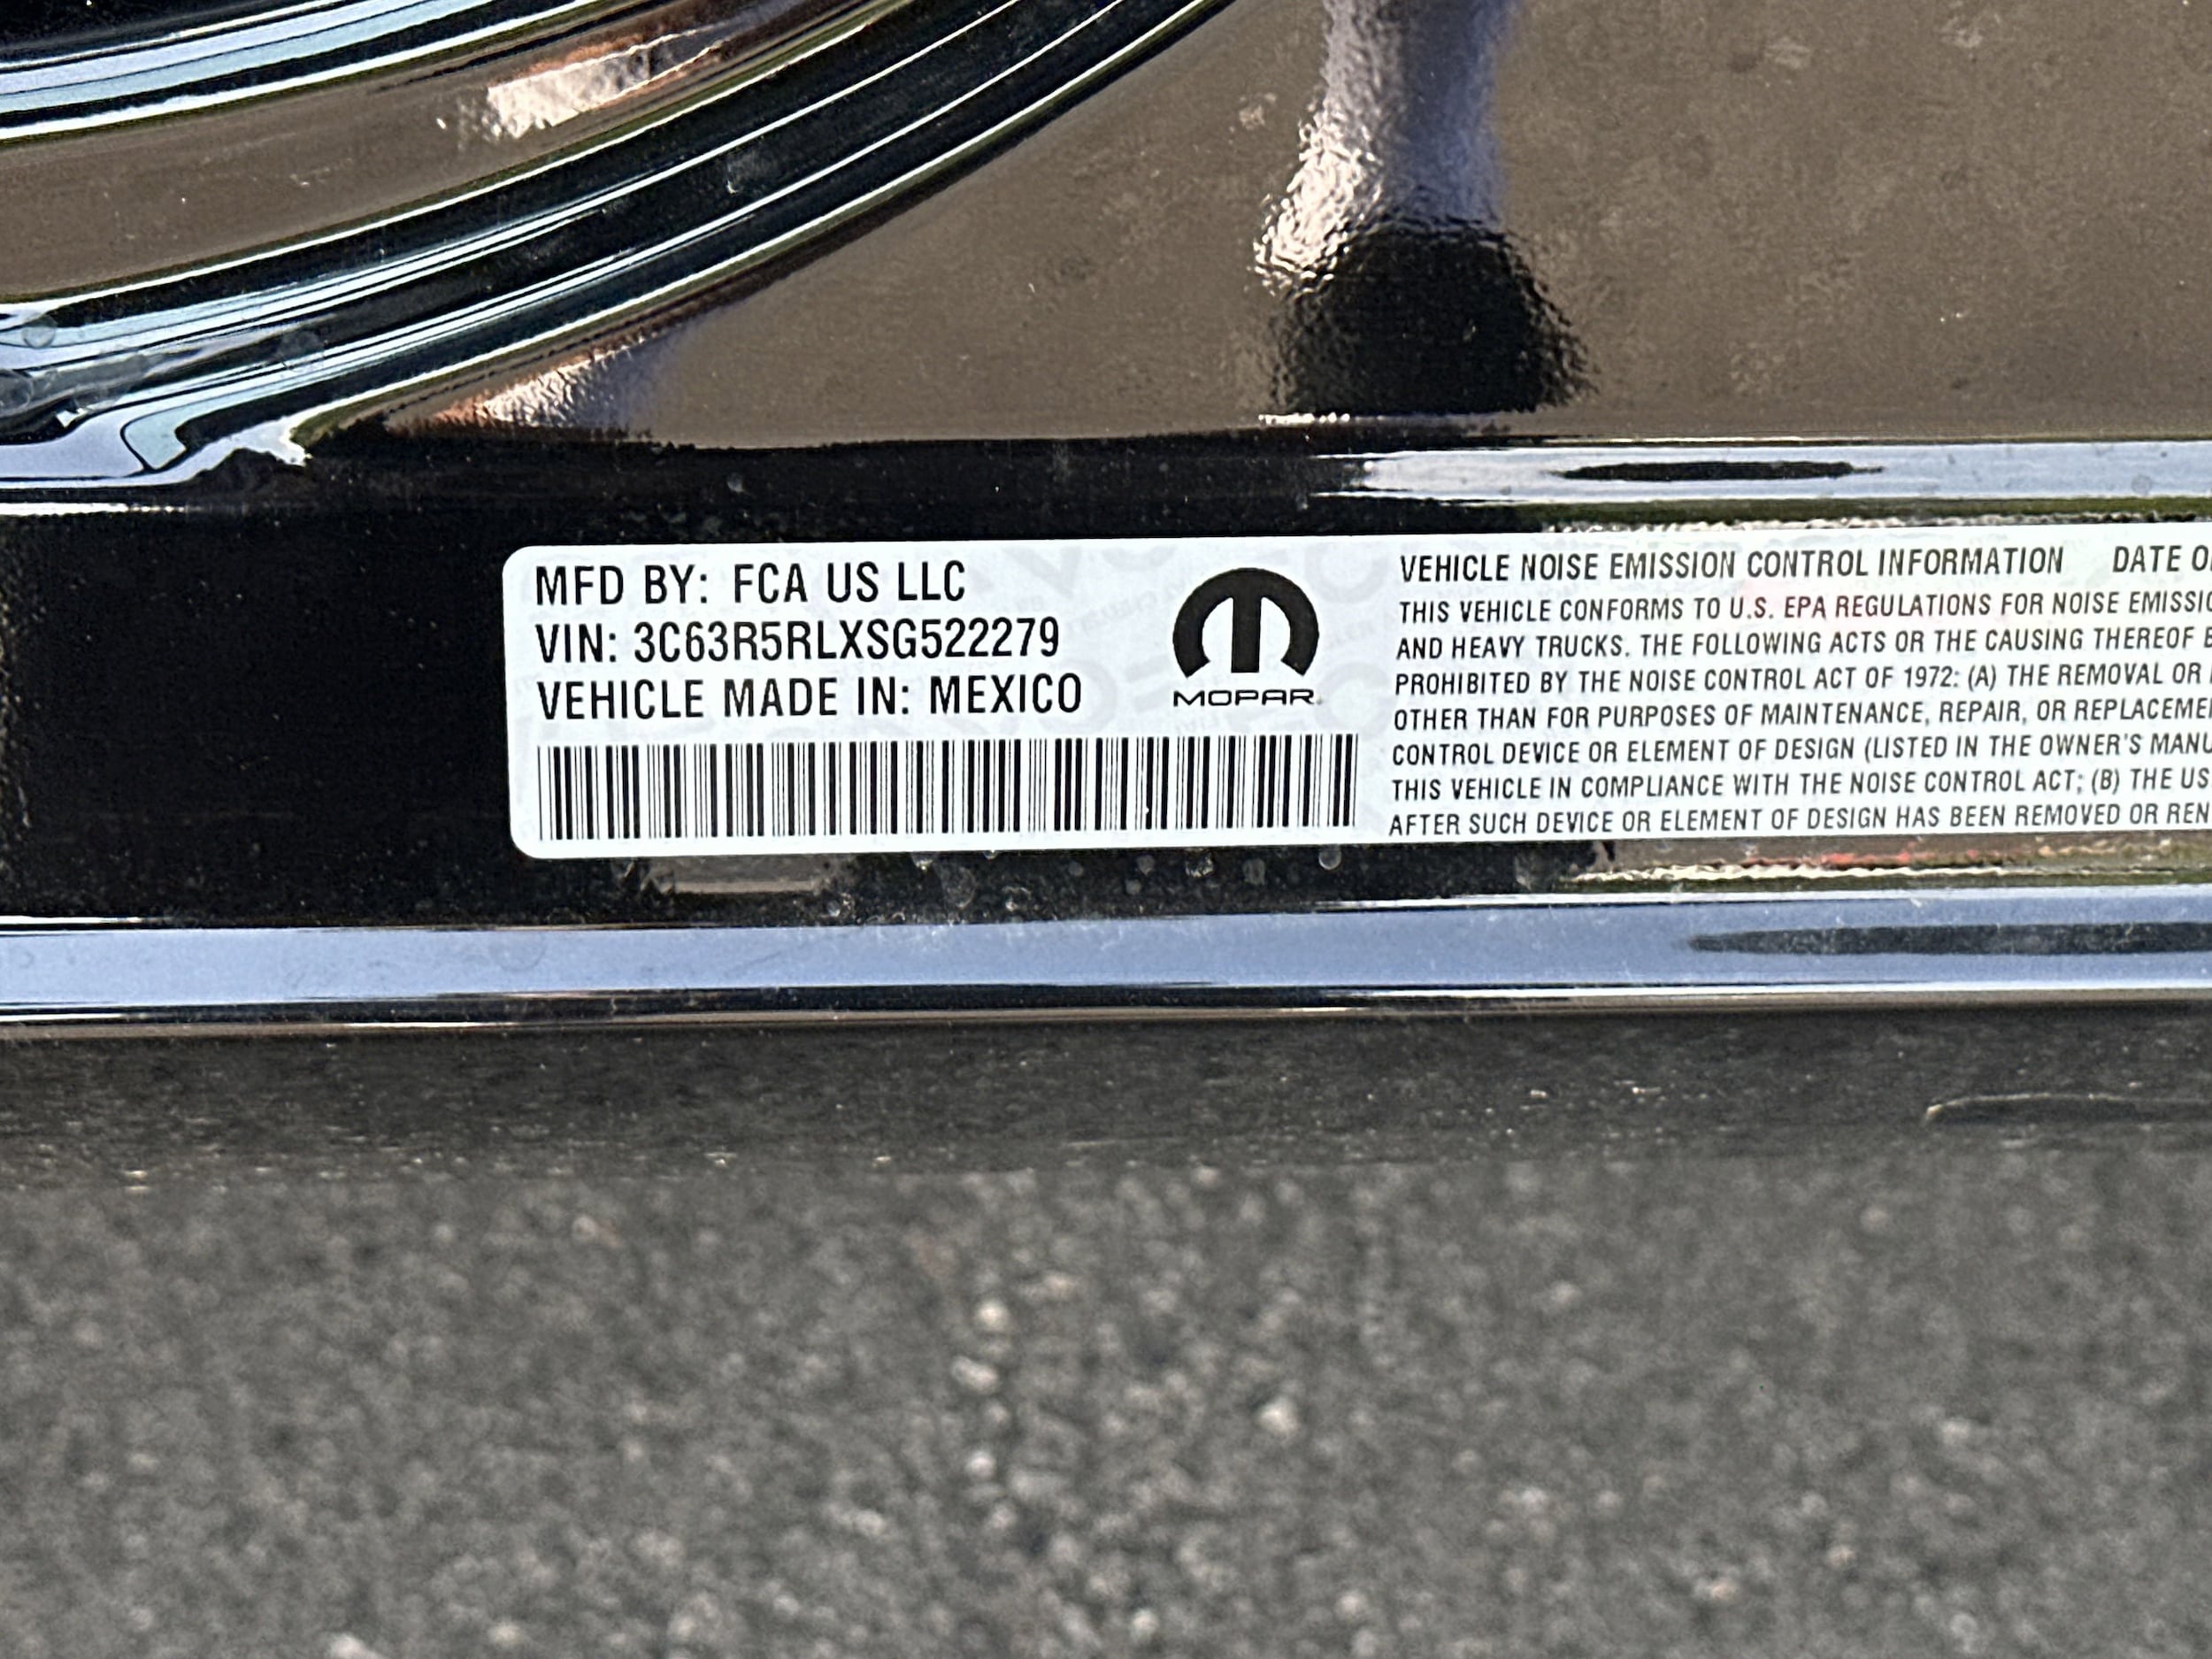 MFD BY: FCA US LLC
VIN: 3C63R5RLXSG522279
VEHICLE MADE IN: MEXICO
MOPAR
VEHICLE NOISE EMISSION CONTROL INFORMATION DATE
THIS VEHICLE CONFORMS TO U.S. EPA REGULATIONS FOR NOISE
AND HEAVY TRUCKS. THE FOLLOWING ACTS OR THE CAUSING THEREOF
PROHIBITED BY THE NOISE CONTROL ACT OF 1972: (A) THE REMOVAL OR
OTHER THAN FOR PURPOSES OF MAINTENANCE, REPAIR, OR
CONTROL DEVICE OR ELEMENT OF DESIGN (LISTED IN THE OWNER'S
THIS VEHICLE IN COMPLIANCE WITH THE NOISE CONTROL ACT; (B) THE
AFTER SUCH DEVICE OR ELEMENT OF DESIGN HAS BEEN REMOVED OR